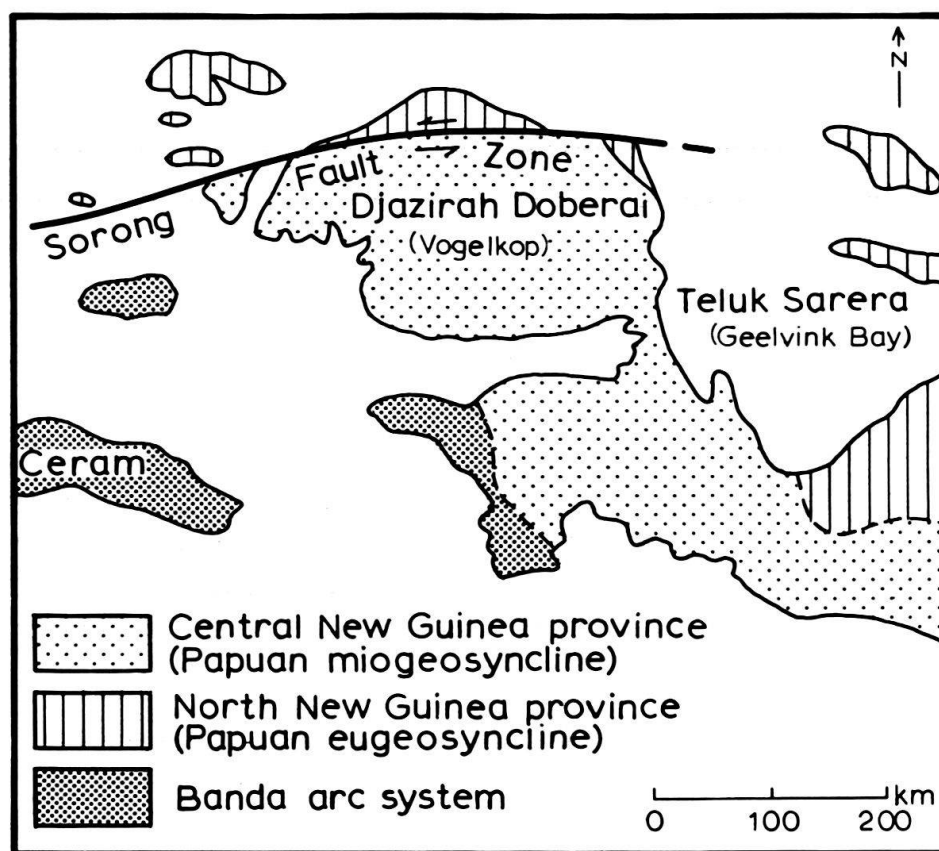 N
Sorong Fault Zone
Djazirah Doberai
(Vogelkop)
Teluk Sarera
(Geelvink Bay)
Ceram
Central New Guinea province
(Papuan miogeosyncline)
North New Guinea province
(Papuan eugeosyncline)
Banda arc system
km
0 100 200